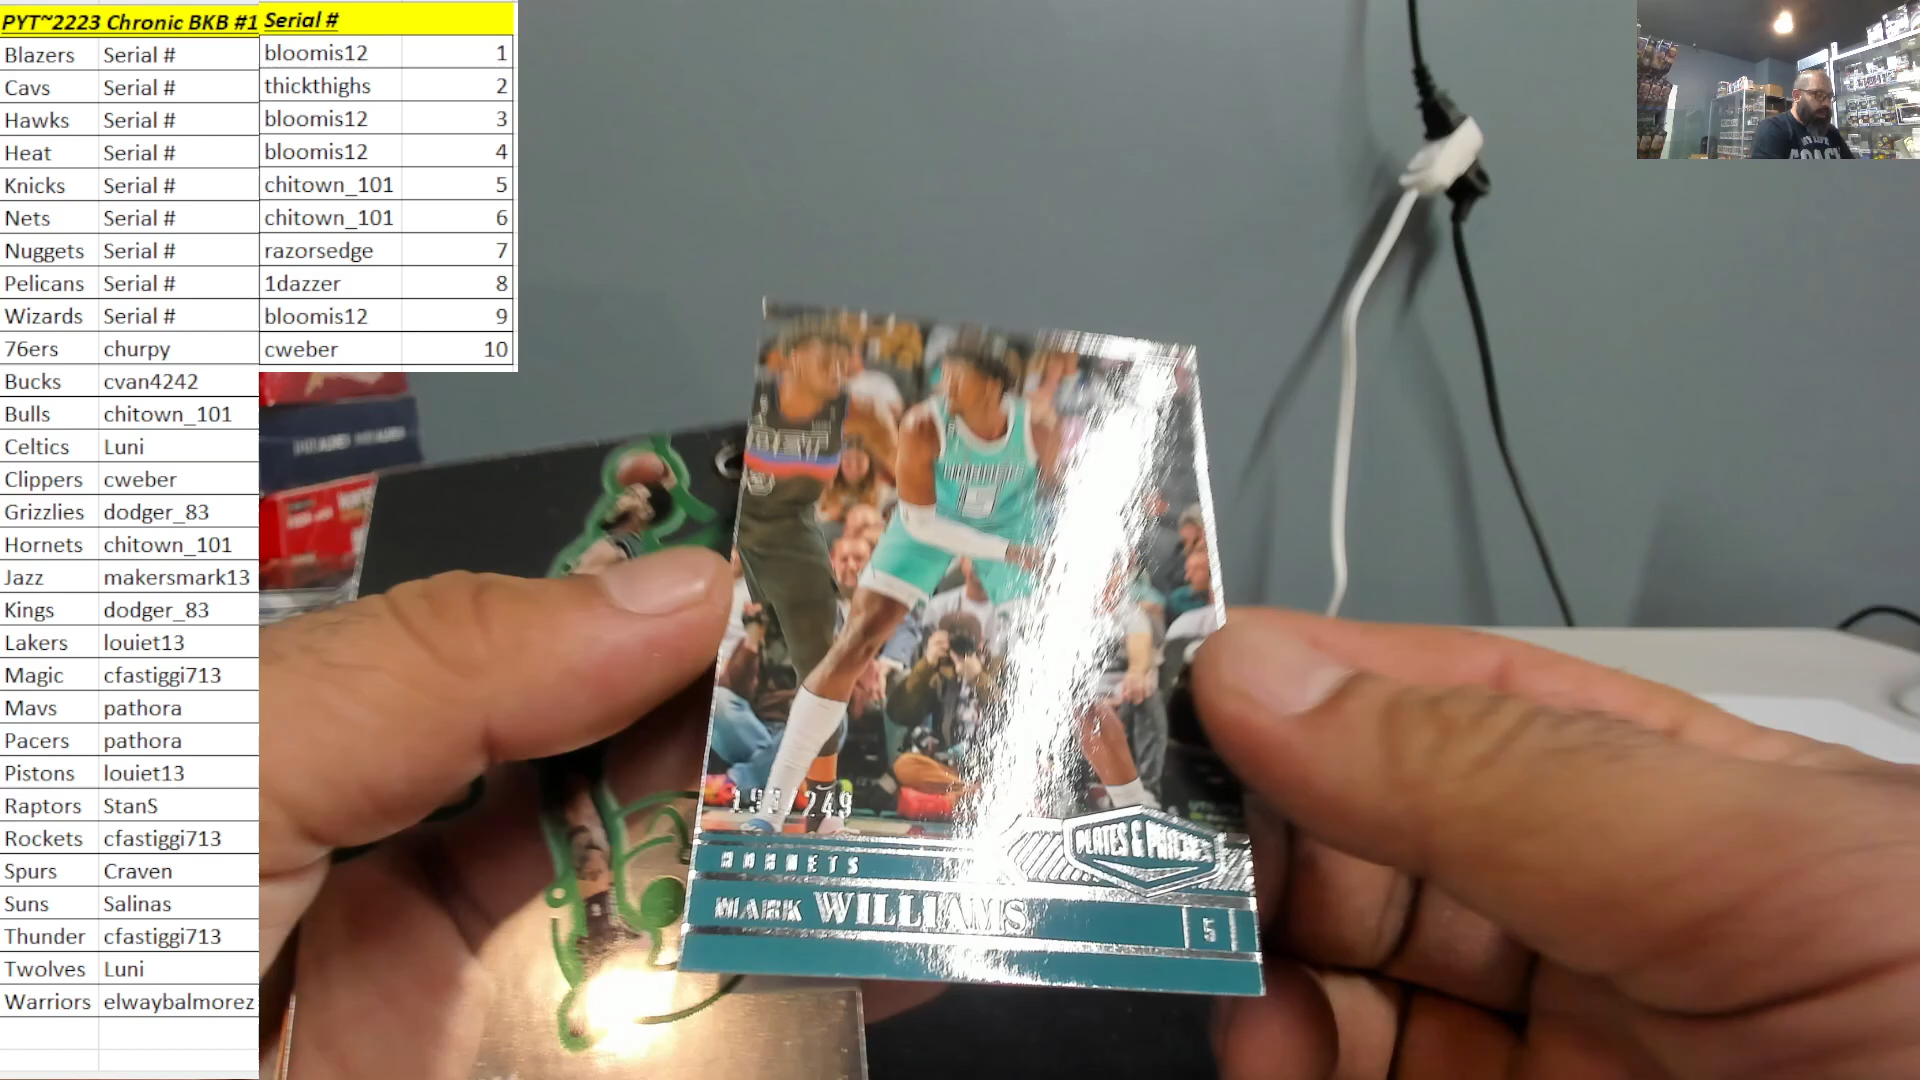 PYT~2223 Chronic BKB #1 Serial #
Blazers Serial # bloomis12 1
Cavs Serial # thickthighs 2
Hawks Serial # bloomis12 3
Heat Serial # bloomis12 4
Knicks Serial # chitown_101 5
Nets Serial # chitown_101 6
Nuggets Serial # razorsedge 7
Pelicans Serial # 1dazzer 8
Wizards Serial # bloomis12 9
76ers churpy cweber 10
Bucks cvan4242
Bulls chitown_101
Celtics Luni
Clippers cweber
Grizzlies dodger_83
Hornets chitown_101
Jazz makersmark13
Kings dodger_83
Lakers louiet13
Magic cfastiggi713
Mavs pathora
Pacers pathora
Pistons louiet13
Raptors StanS
Rockets cfastiggi713
Spurs Craven
Suns Salinas
Thunder cfastiggi713
Twolves Luni
Warriors elwaybalmorez
PLATES & PATCHES
HORNETS
MARK WILLIAMS 5